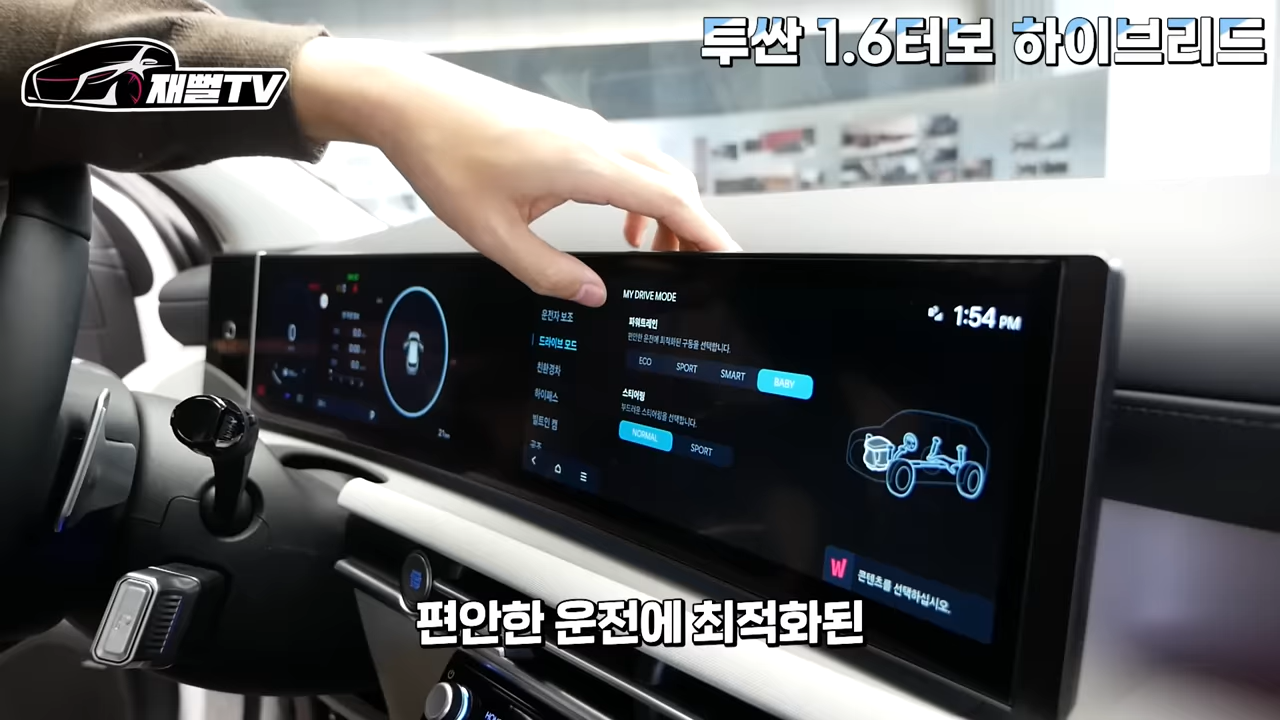 투싼 1.6터보 하이브리드
재뻘TV
MY DRIVE MODE
1:54 PM
파워트레인
편안한 운전에 최적화된 구동을 선택합니다.
ECO SPORT SMART BABY
스티어링
부드러운 스티어링을 선택합니다.
NORMAL SPORT
운전자 보조
드라이브 모드
친환경차
하이패스
빌트인 캠
공조
콘텐츠를 선택하십시오.
편안한 운전에 최적화된